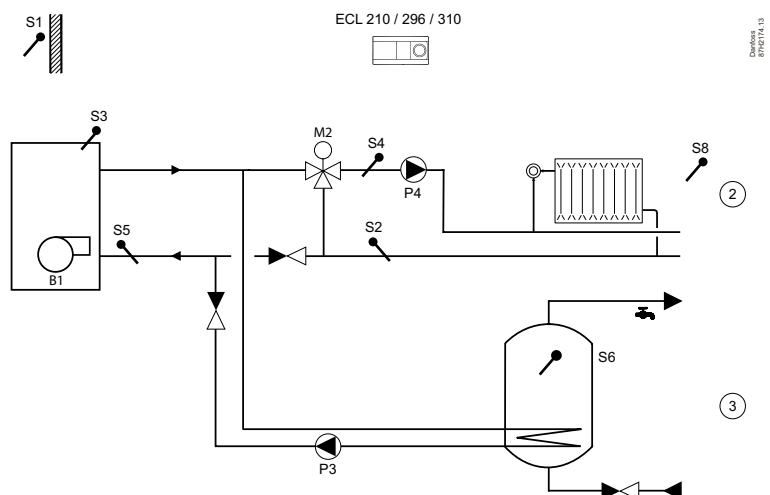 S1
ECL 210 / 296 / 310
Danfoss
87H2174.13
S3
M2
S4
S8
P4
2
S5
S2
B1
S6
3
P3